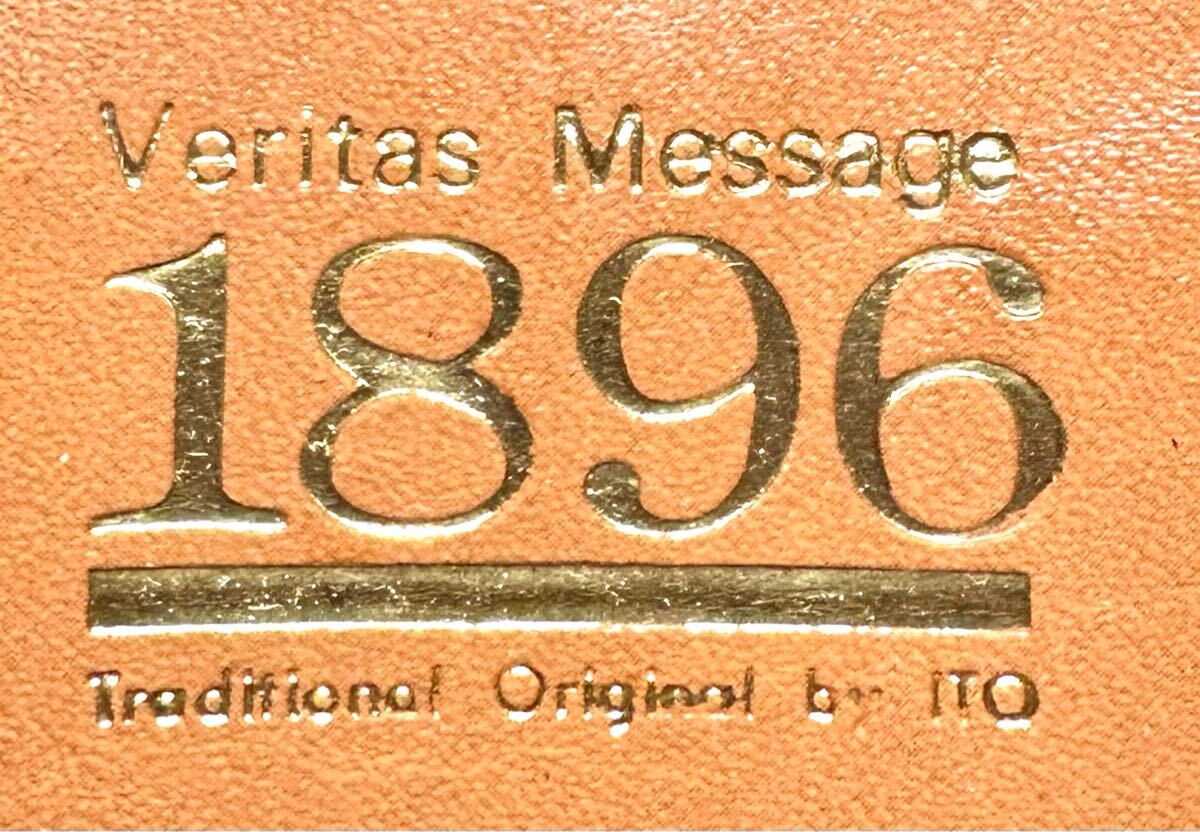 Veritas Message
1896
Traditional Original by ITO